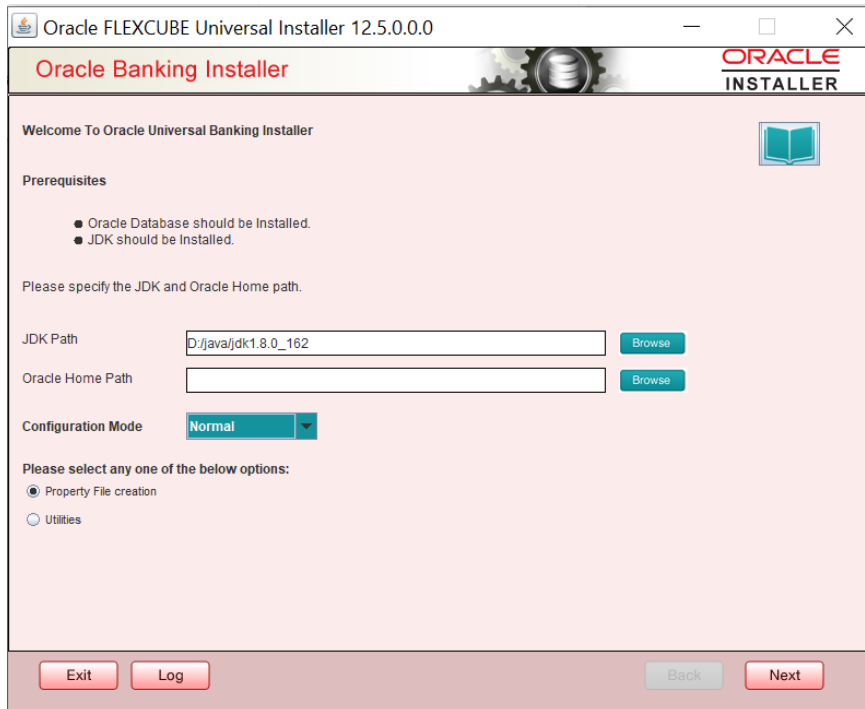 Oracle FLEXCUBE Universal Installer 12.5.0.0.0
Oracle Banking Installer
ORACLE
INSTALLER
Welcome To Oracle Universal Banking Installer
Prerequisites
Oracle Database should be Installed.
JDK should be Installed.
Please specify the JDK and Oracle Home path.
JDK Path D:/java/jdk1.8.0_162 Browse
Oracle Home Path Browse
Configuration Mode Normal
Please select any one of the below options:
Property File creation
Utilities
Exit Log Back Next